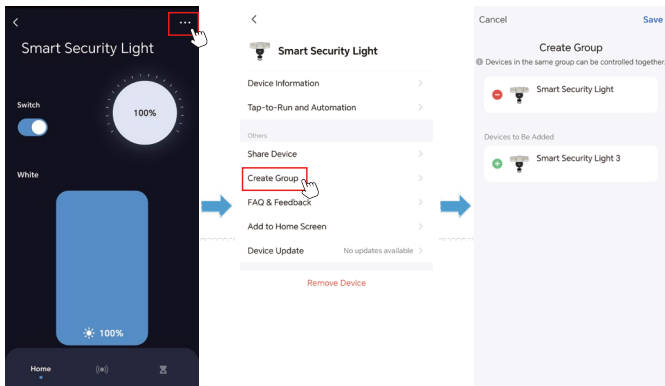 Smart Security Light
Switch
100%
White
100%
Home
Smart Security Light
Device Information
Tap-to-Run and Automation
Others
Share Device
Create Group
FAQ & Feedback
Add to Home Screen
Device Update No updates available
Remove Device
Cancel Save
Create Group
Devices in the same group can be controlled together.
Smart Security Light
Devices to Be Added
Smart Security Light 3